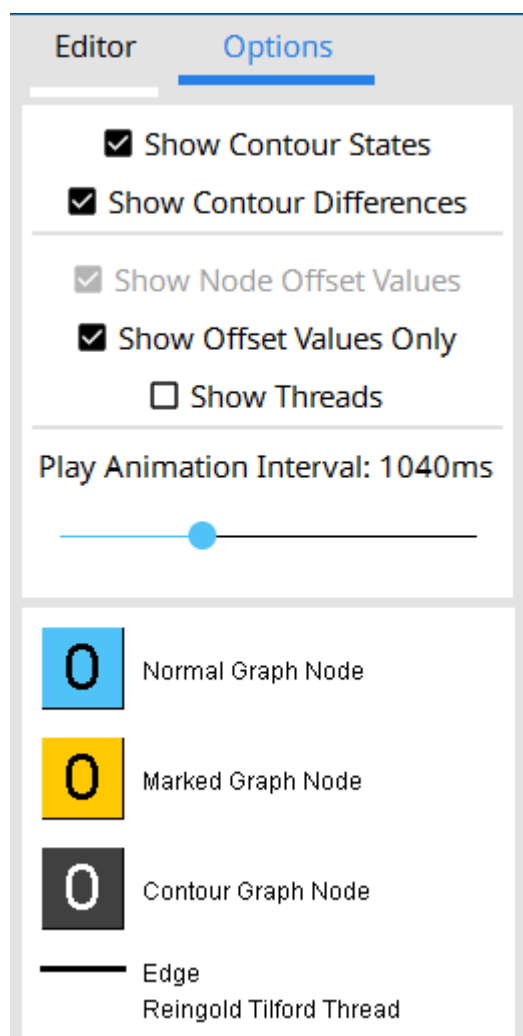 Editor Options
Show Contour States
Show Contour Differences
Show Node Offset Values
Show Offset Values Only
Show Threads
Play Animation Interval: 1040ms
0 Normal Graph Node
0 Marked Graph Node
0 Contour Graph Node
Edge
Reingold Tilford Thread